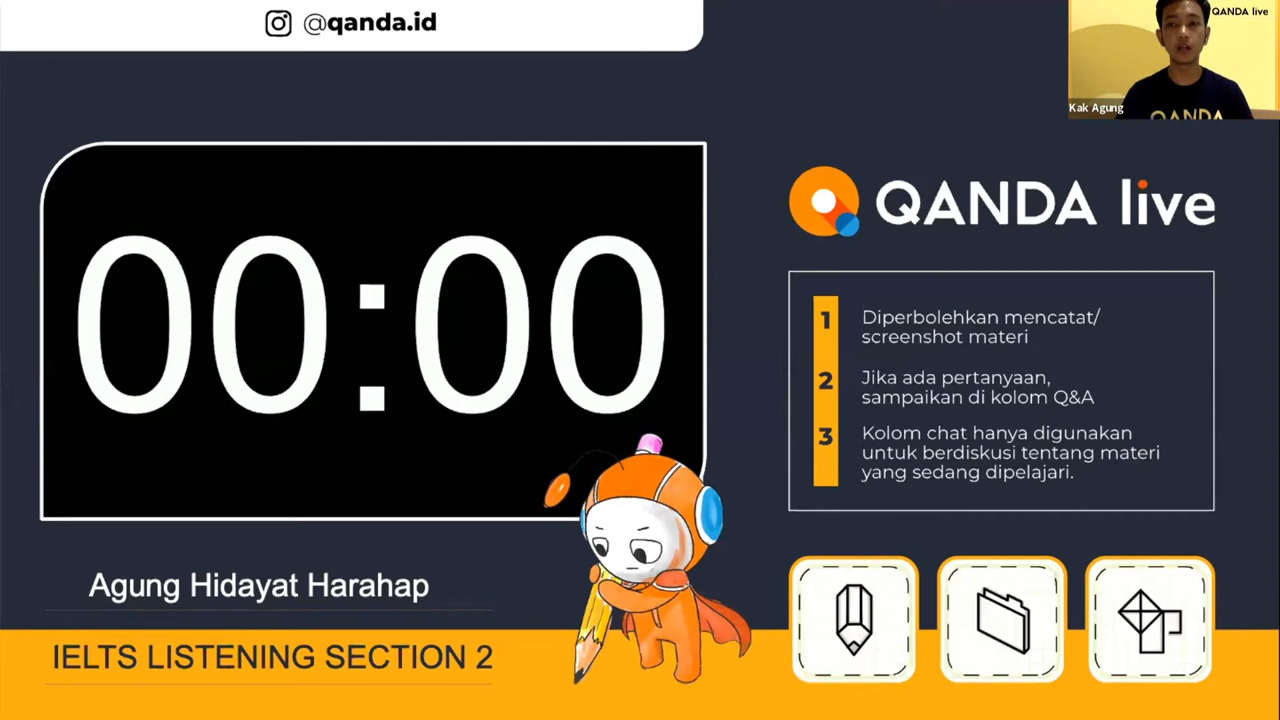 @qanda.id
QANDA live
Kak Agung
QANDA
00:00
QANDA live
1 Diperbolehkan mencatat/
screenshot materi
2 Jika ada pertanyaan,
sampaikan di kolom Q&A
3 Kolom chat hanya digunakan
untuk berdiskusi tentang materi
yang sedang dipelajari.
Agung Hidayat Harahap
IELTS LISTENING SECTION 2